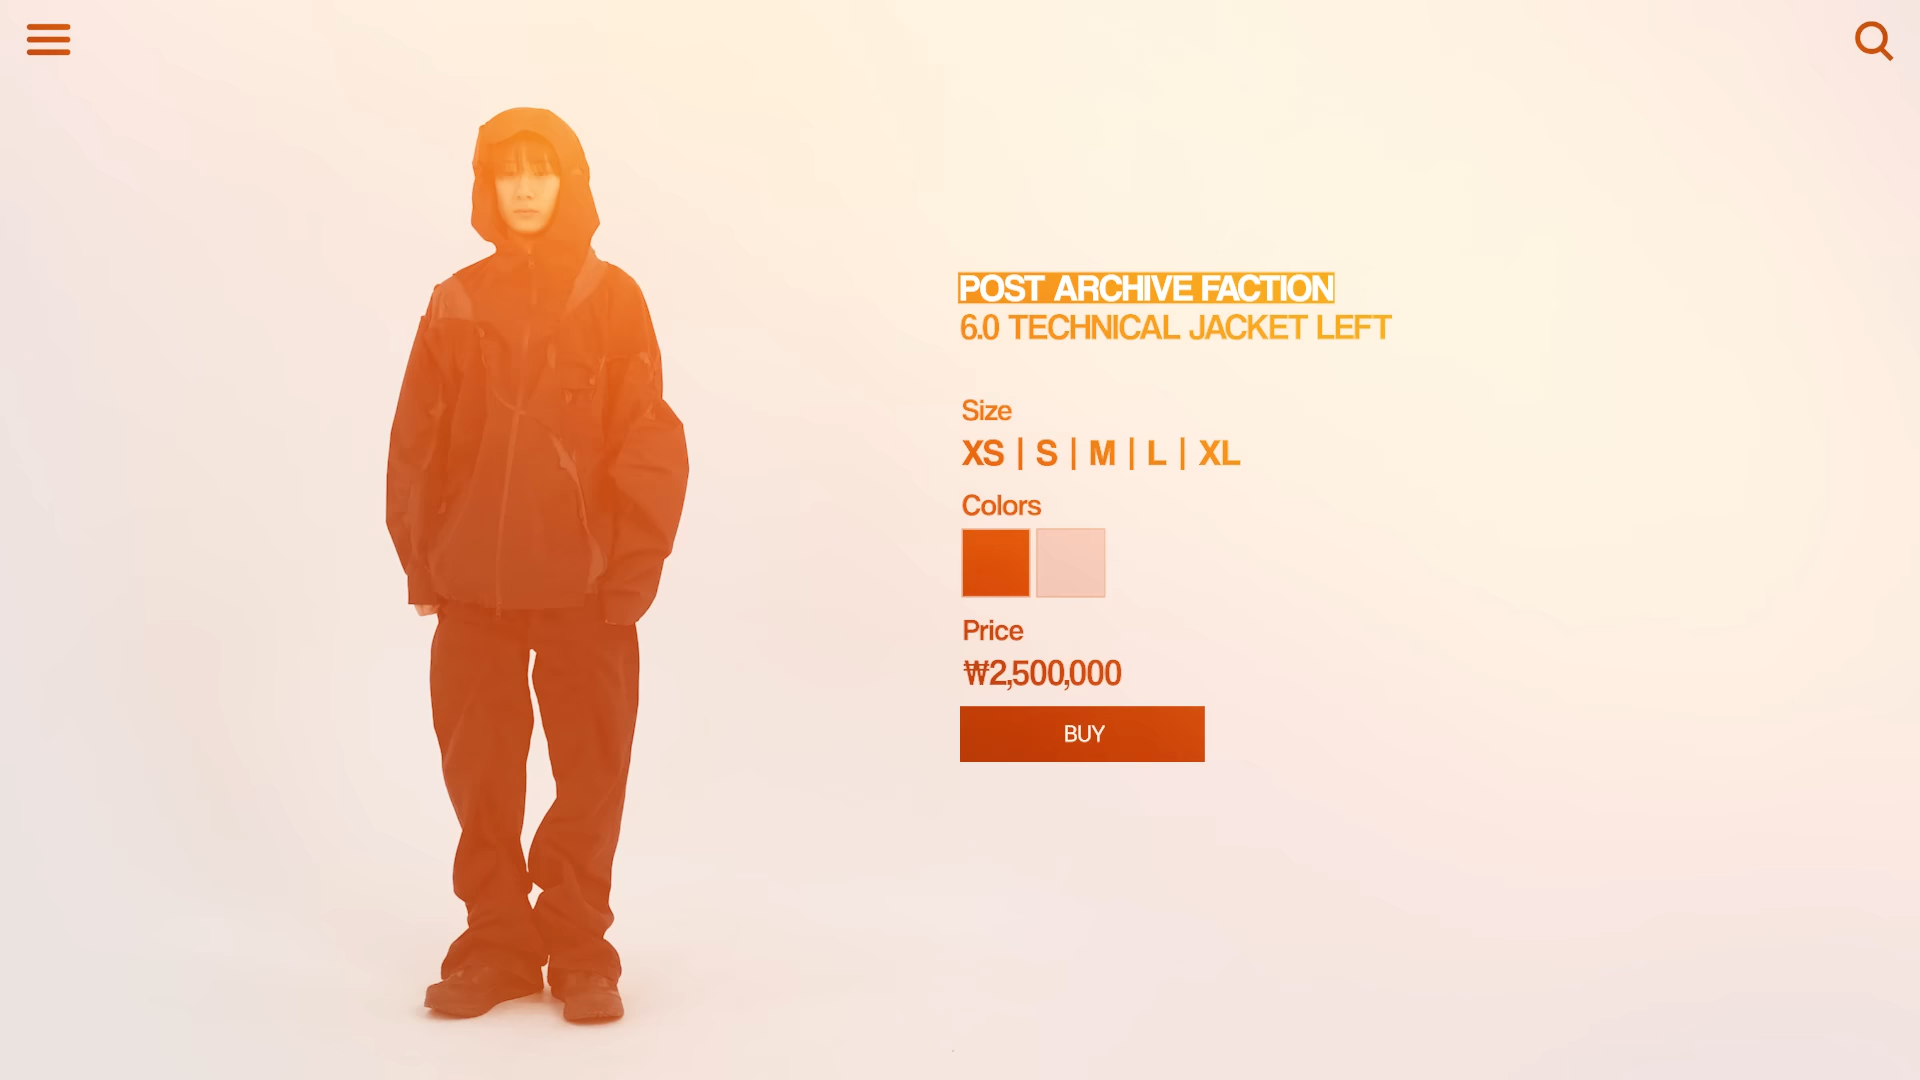 POST ARCHIVE FACTION
6.0 TECHNICAL JACKET LEFT
Size
XS | S | M | L | XL
Colors
Price
₩2,500,000
BUY